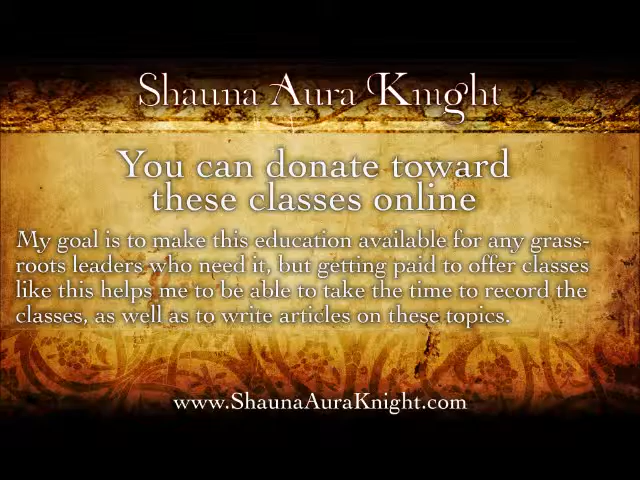 Shauna Aura Knight
You can donate toward
these classes online
My goal is to make this education available for any grass-
roots leaders who need it, but getting paid to offer classes
like this helps me to be able to take the time to record the
classes, as well as to write articles on these topics.
www.ShaunaAuraKnight.com